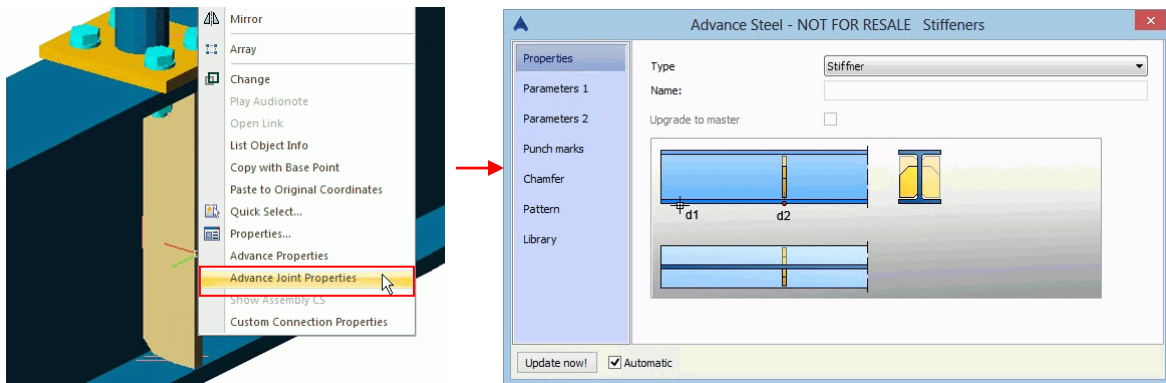 Mirror
Array
Change
Play Audionote
Open Link
List Object Info
Copy with Base Point
Paste to Original Coordinates
Quick Select...
Properties...
Advance Properties
Advance Joint Properties
Show Assembly CS
Custom Connection Properties
Advance Steel - NOT FOR RESALE Stiffeners
Properties
Parameters 1
Parameters 2
Punch marks
Chamfer
Pattern
Library
Type
Stiffner
Name:
Upgrade to master
d1
d2
Update now!
Automatic